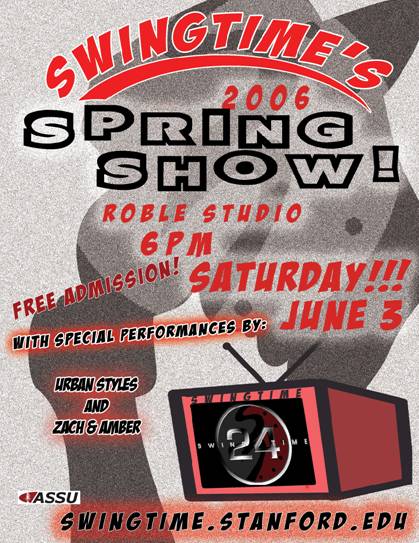 SWINGTIME'S
2006
SPRING
SHOW!
ROBLE STUDIO
6PM
FREE ADMISSION!
SATURDAY!!!
JUNE 3
WITH SPECIAL PERFORMANCES BY:
URBAN STYLES
AND
ZACH & AMBER
SWINGTIME
SWINGTIME
24
ASSU
SWINGTIME.STANFORD.EDU